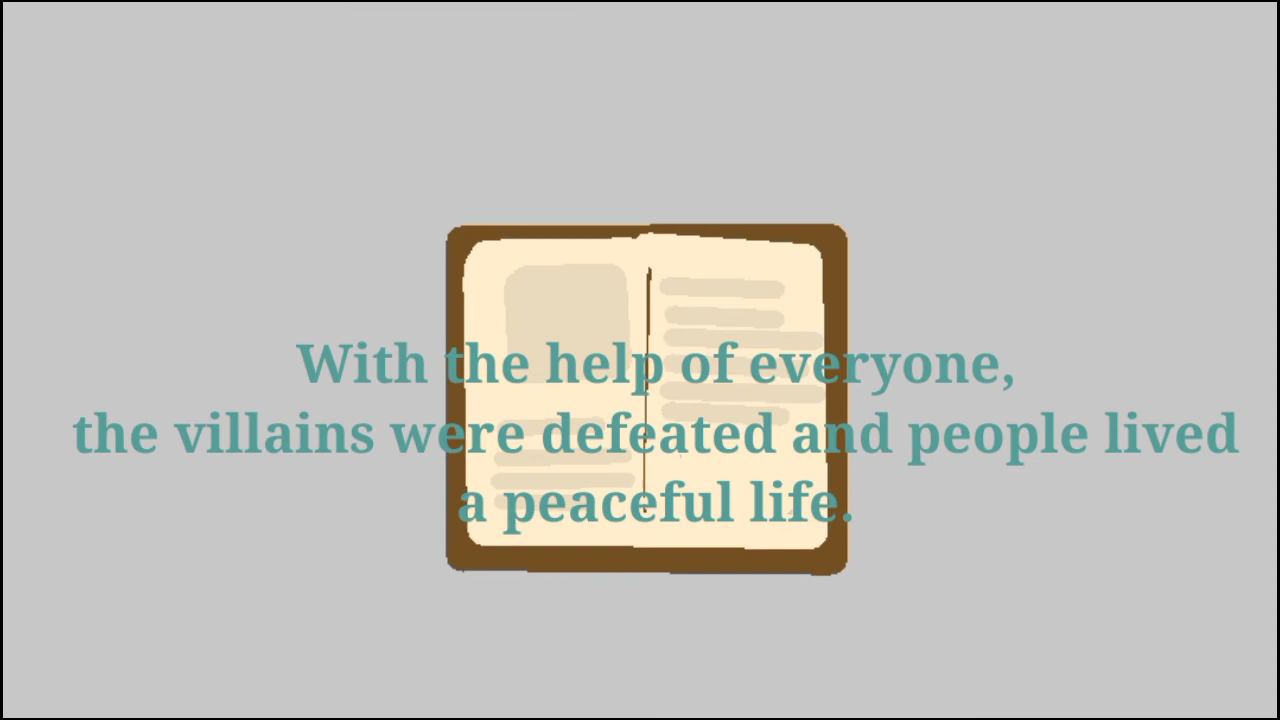 With the help of everyone,
the villains were defeated and people lived
a peaceful life.